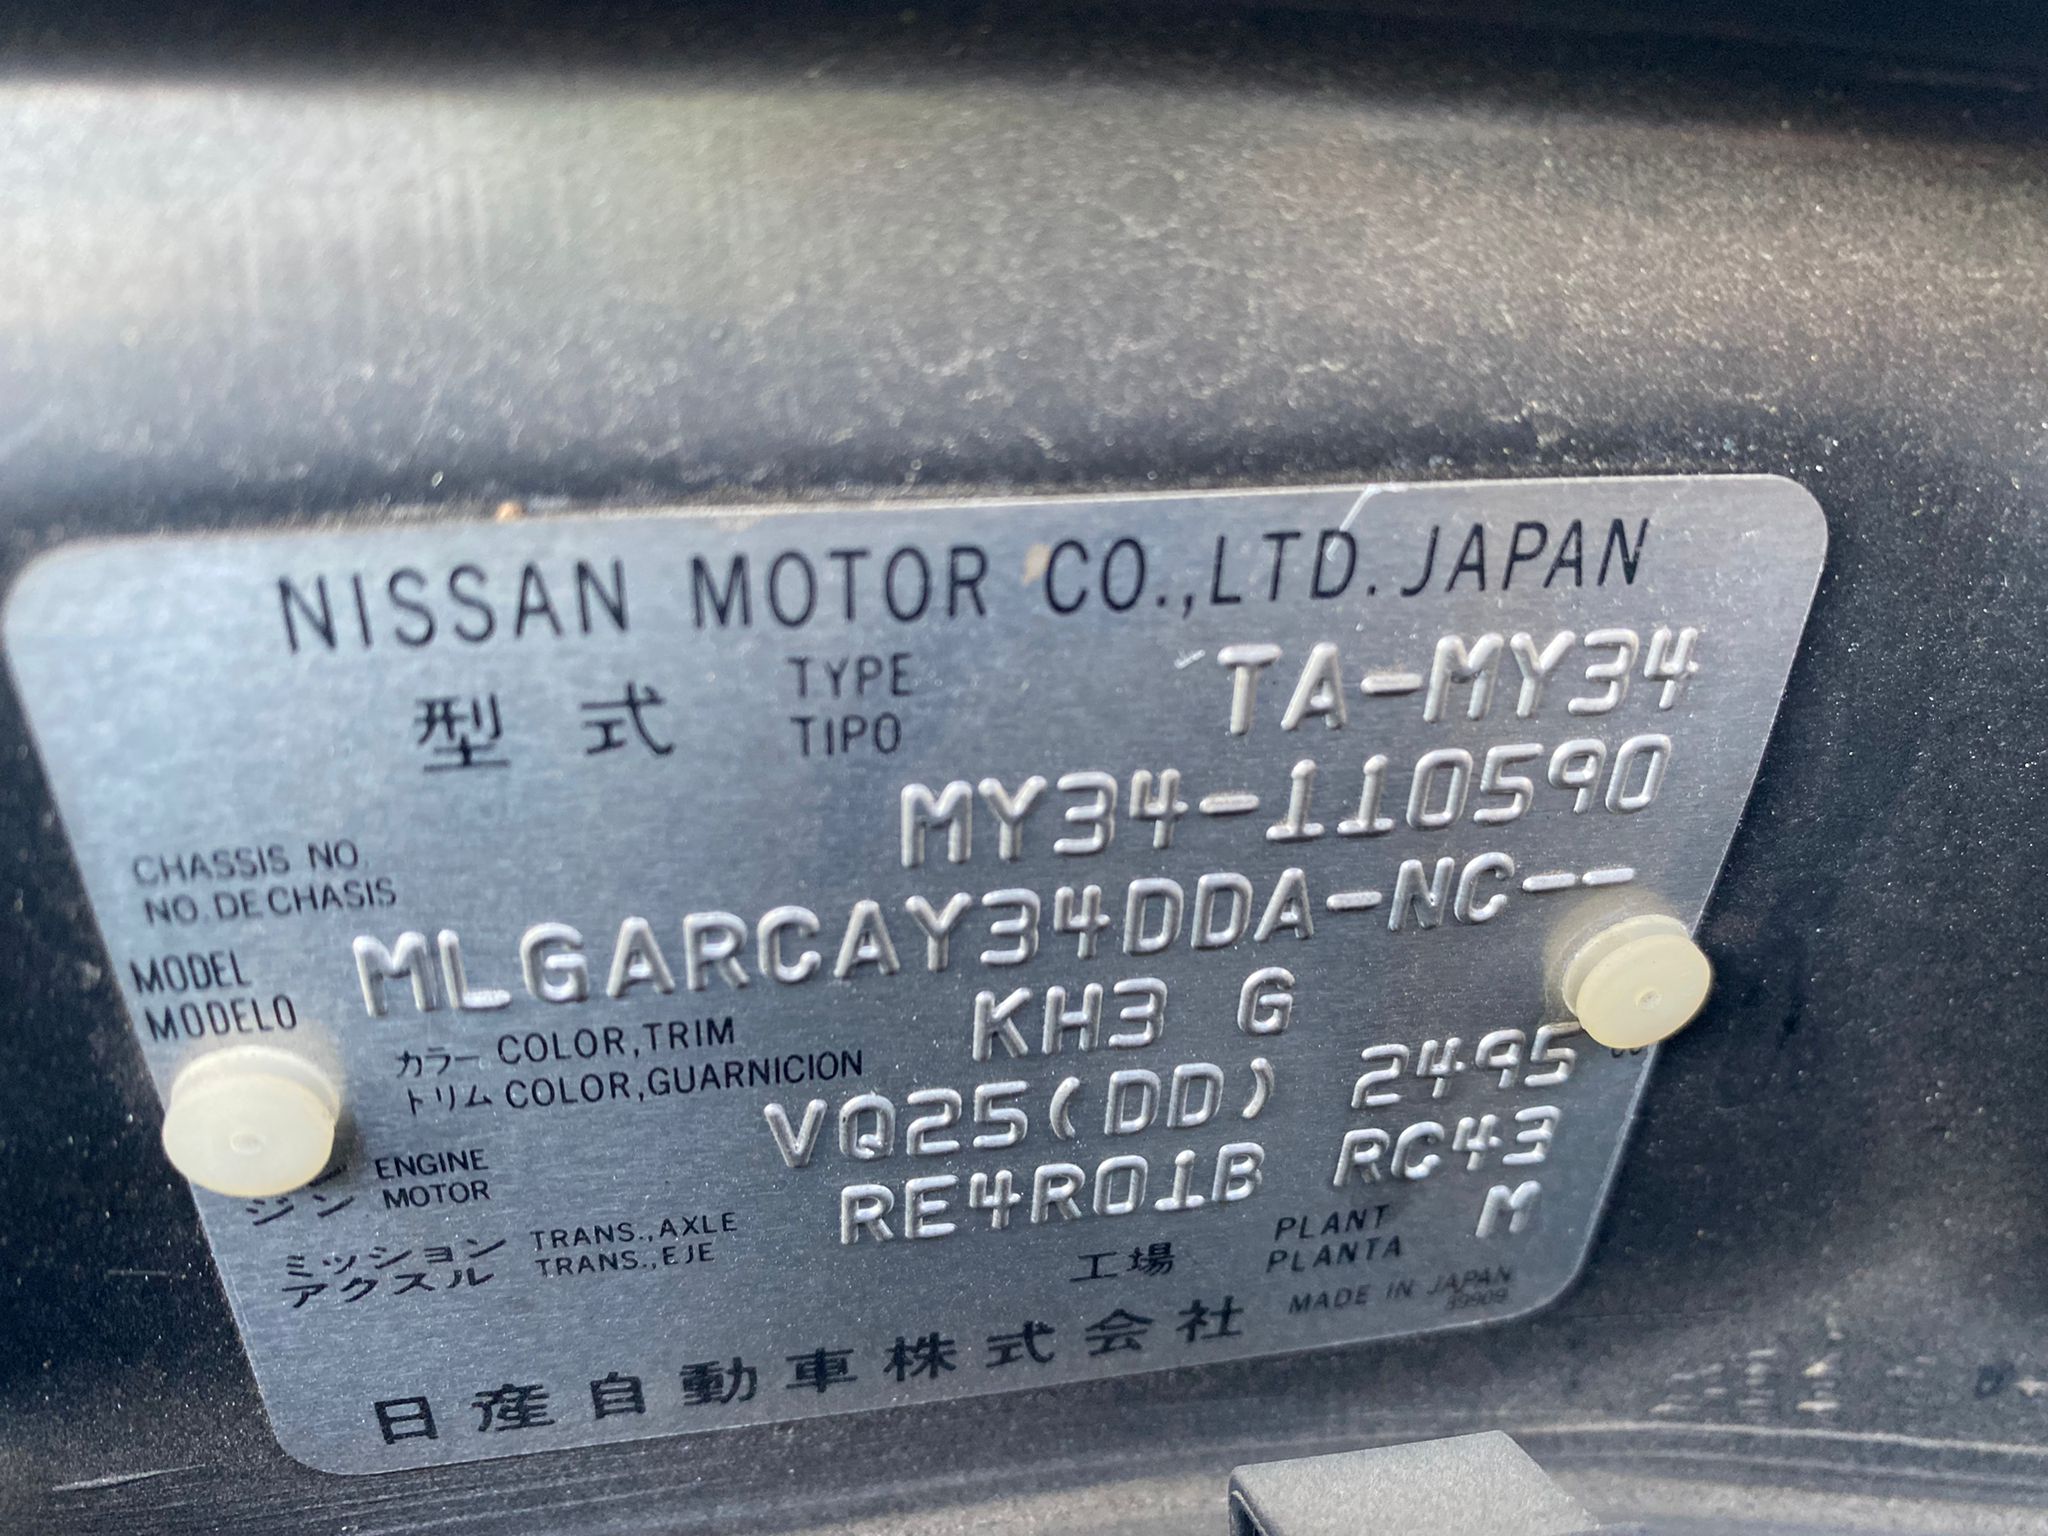 NISSAN MOTOR CO.,LTD. JAPAN
型式 TYPE TIPO TA-MY34
CHASSIS NO. NO. DE CHASIS MY34-110590
MODEL MODELO MLGARCAY34DDA-NC--
カラー COLOR,TRIM KH3 G
トリム COLOR,GUARNICION
ジン ENGINE MOTOR VQ25(DD) 2495
ミッション TRANS.,AXLE RE4R01B RC43
アクスル TRANS.,EJE
工場 PLANT PLANTA M
MADE IN JAPAN
日産自動車株式会社